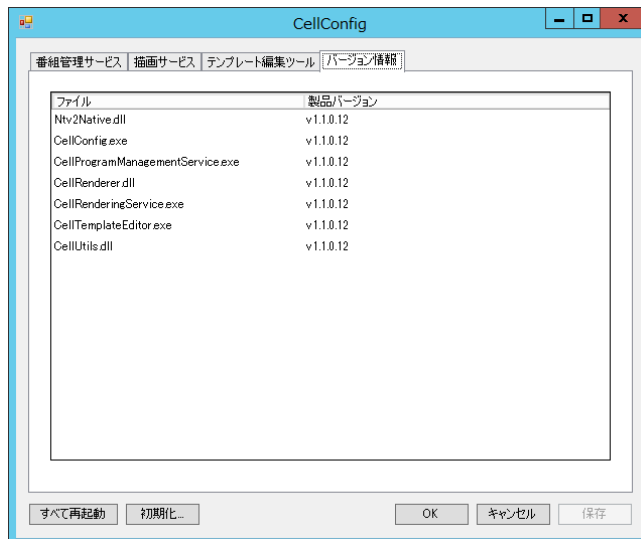 CellConfig
番組管理サービス 描画サービス テンプレート編集ツール バージョン情報
ファイル 製品バージョン
Ntv2Native.dll v1.1.0.12
CellConfig.exe v1.1.0.12
CellProgramManagementService.exe v1.1.0.12
CellRenderer.dll v1.1.0.12
CellRenderingService.exe v1.1.0.12
CellTemplateEditor.exe v1.1.0.12
CellUtils.dll v1.1.0.12
すべて再起動 初期化... OK キャンセル 保存